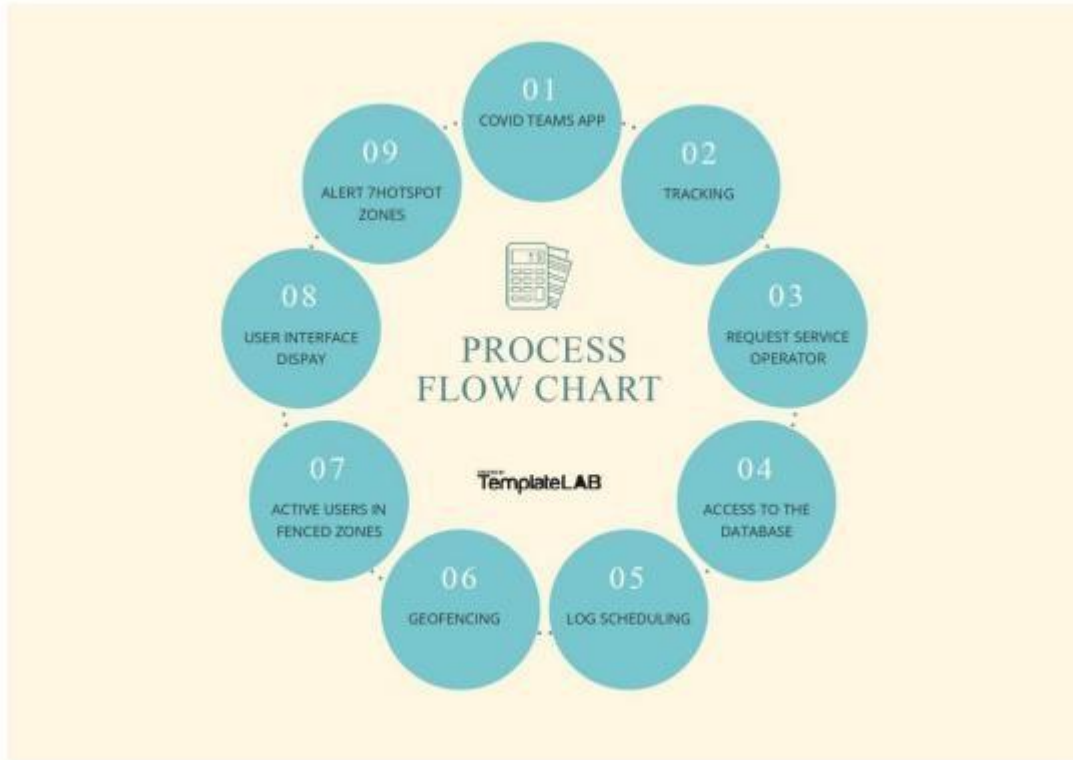 01
COVID TEAMS APP
02
TRACKING
03
REQUEST SERVICE
OPERATOR
04
ACCESS TO THE
DATABASE
05
LOG SCHEDULING
06
GEOFENCING
07
ACTIVE USERS IN
FENCED ZONES
08
USER INTERFACE
DISPAY
09
ALERT 7HOTSPOT
ZONES
PROCESS
FLOW CHART
TemplateLAB